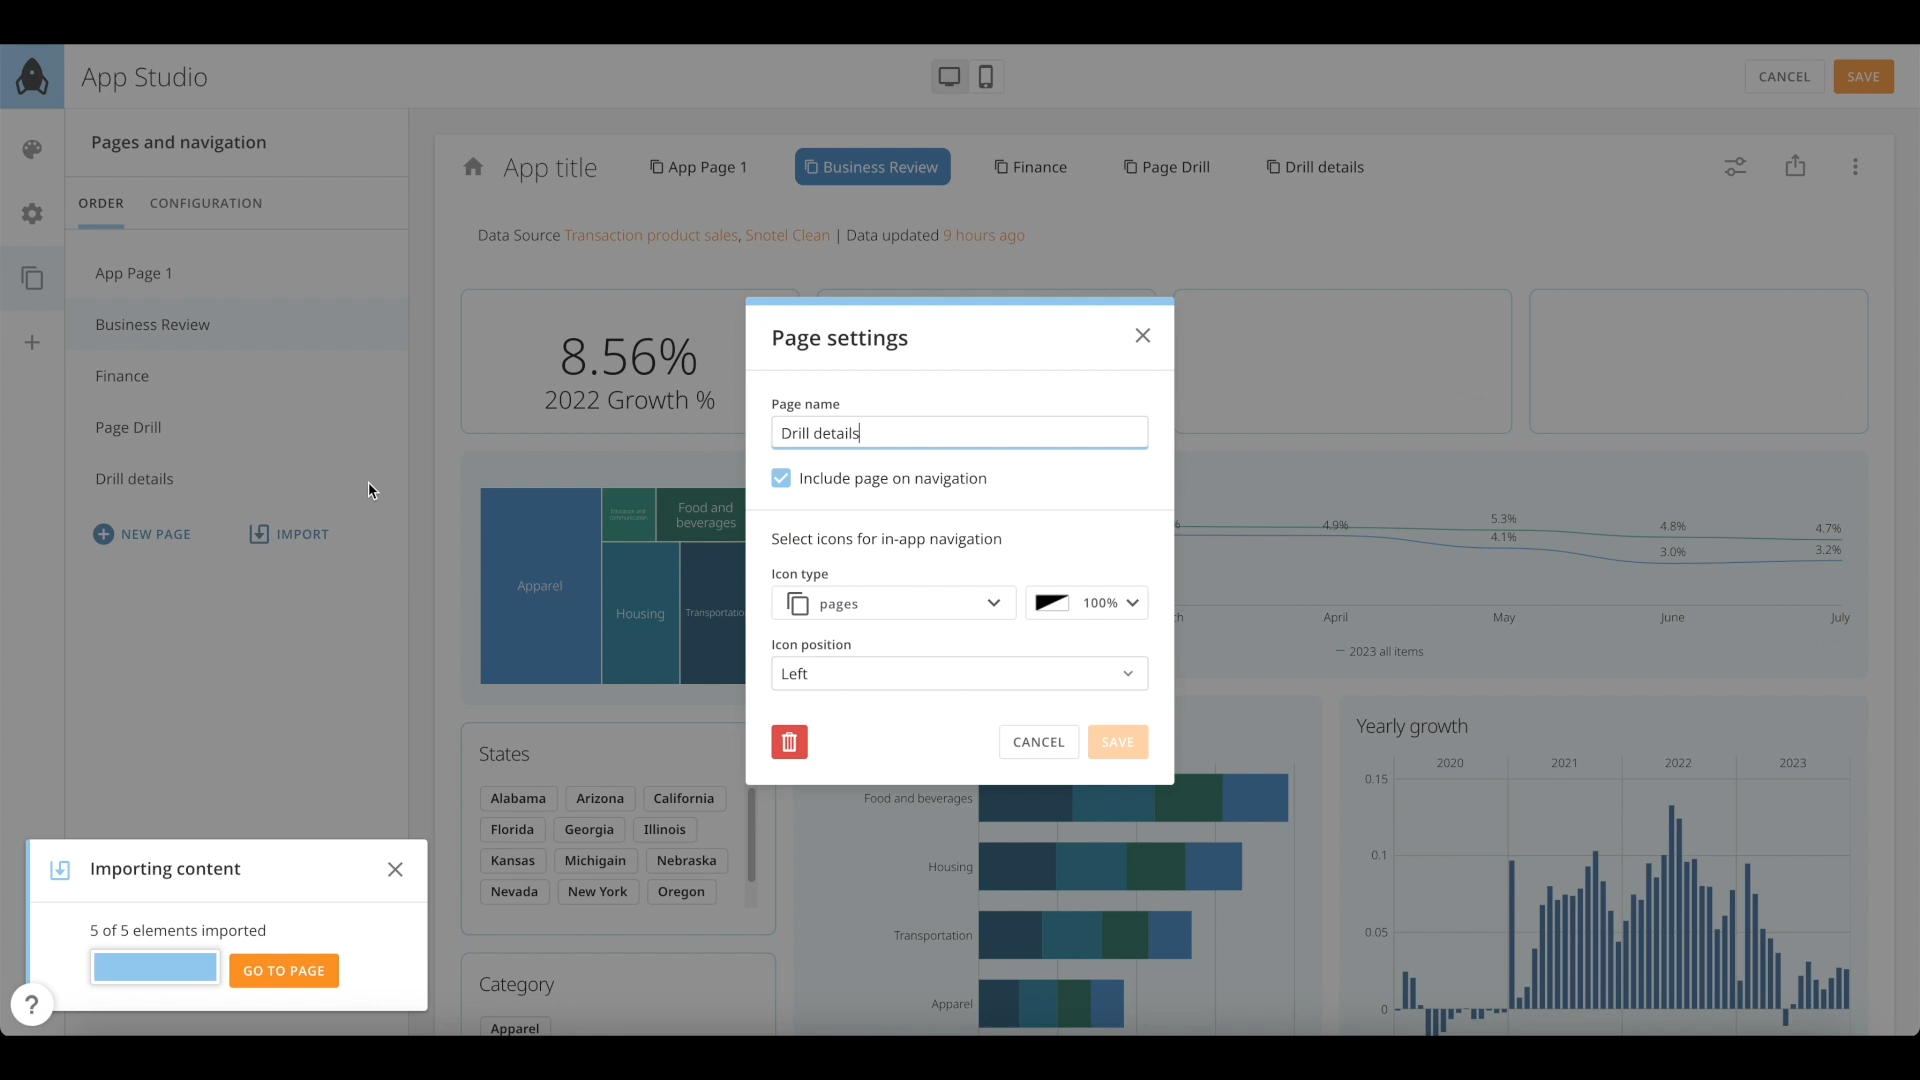 App Studio
CANCEL
SAVE
Pages and navigation
ORDER
CONFIGURATION
App Page 1
Business Review
Finance
Page Drill
Drill details
NEW PAGE
IMPORT
App title
App Page 1
Business Review
Finance
Page Drill
Drill details
Data Source Transaction product sales, Snotel Clean | Data updated 9 hours ago
8.56%
2022 Growth %
Page settings
Page name
Drill details
Include page on navigation
Select icons for in-app navigation
Icon type
pages
100%
Icon position
Left
CANCEL
SAVE
Apparel
Education and
communication
Food and
beverages
Housing
4.9%
5.3%
4.1%
4.8%
3.0%
4.7%
3.2%
April
May
June
July
2023 all items
States
Alabama
Arizona
California
Florida
Georgia
Illinois
Kansas
Michigain
Nebraska
Nevada
New York
Oregon
Category
Apparel
Food and beverages
Housing
Transportation
Apparel
Yearly growth
2020
2021
2022
2023
0.15
0.1
0.05
0
Importing content
5 of 5 elements imported
GO TO PAGE
?